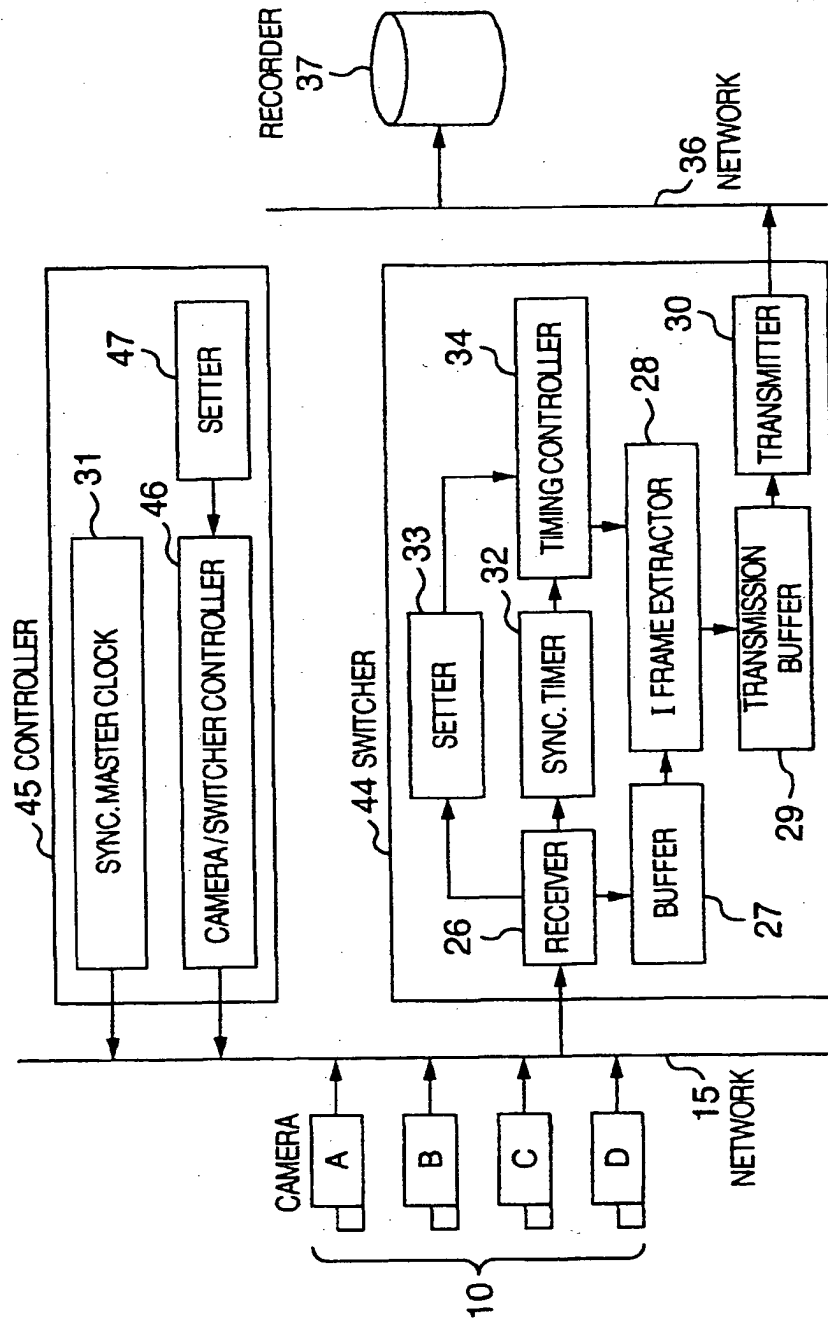 45 CONTROLLER
31
SYNC. MASTER CLOCK
46
CAMERA/SWITCHER CONTROLLER
47
SETTER
RECORDER
37
CAMERA
A
B
C
D
10
15
NETWORK
44 SWITCHER
33
SETTER
26
RECEIVER
32
SYNC. TIMER
34
TIMING CONTROLLER
BUFFER
27
28
I FRAME EXTRACTOR
TRANSMISSION
BUFFER
29
30
TRANSMITTER
36
NETWORK